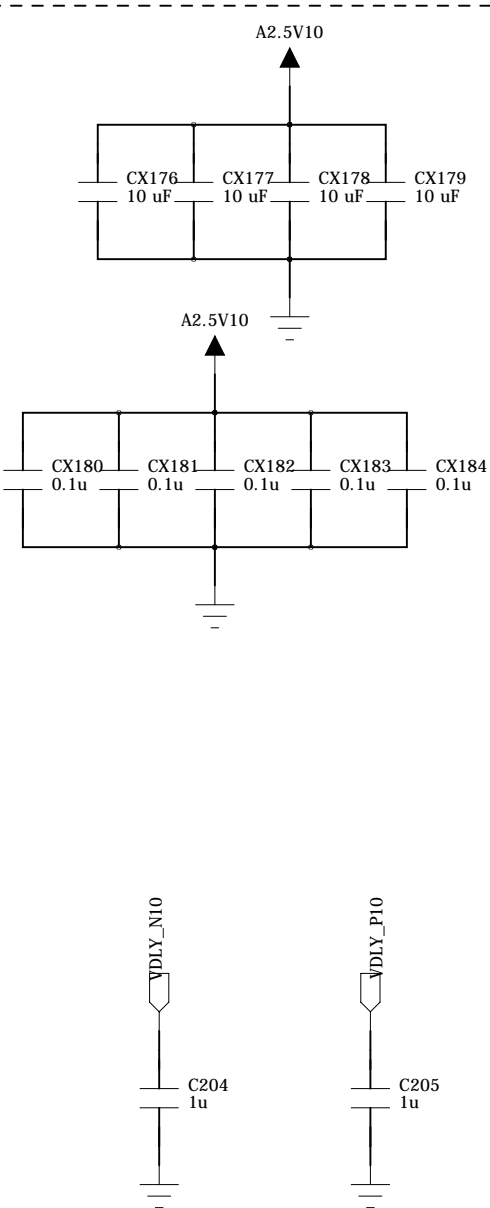 A2.5V10
CX176 CX177 CX178 CX179
10 uF 10 uF 10 uF 10 uF
A2.5V10
CX180 CX181 CX182 CX183 CX184
0.1u 0.1u 0.1u 0.1u 0.1u
VDLY_N10 VDLY_P10
C204 C205
1u 1u